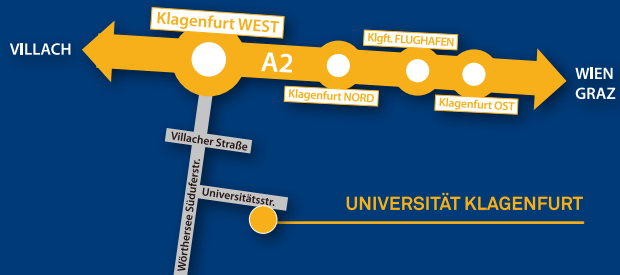 Klagenfurt WEST
VILLACH
A2
Klgft. FLUGHAFEN
Klagenfurt NORD
Klagenfurt OST
WIEN
GRAZ
Villacher Straße
Universitätsstr.
Wörthersee Süduferstr.
UNIVERSITÄT KLAGENFURT